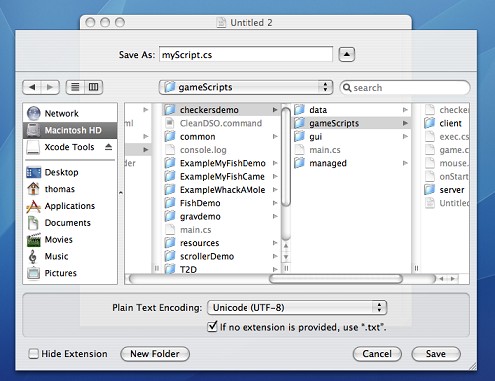 Untitled 2
Save As: myScript.cs
gameScripts
search
Network
Macintosh HD
Xcode Tools
Desktop
thomas
Applications
Documents
Movies
Music
Pictures
ml
der
checkersdemo
CleanDSO.command
common
console.log
ExampleMyFishDemo
ExampleMyFishCame
ExampleWhackAMole
FishDemo
gravdemo
main.cs
resources
scrollerDemo
T2D
data
gameScripts
gui
main.cs
managed
checke
client
exec.cs
game.c
mouse.
onStart
server
Untitle
Plain Text Encoding: Unicode (UTF-8)
If no extension is provided, use ".txt".
Hide Extension
New Folder
Cancel
Save